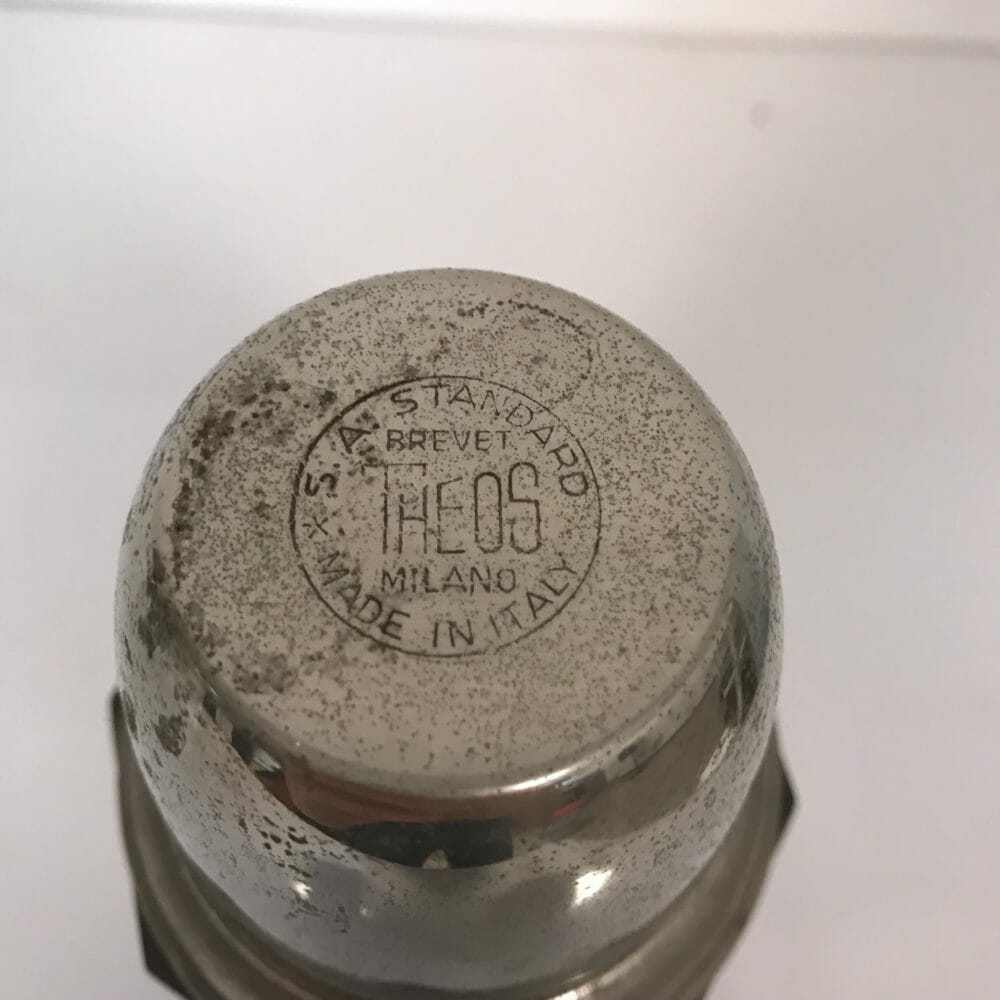 S. A. STANDARD
BREVET.
THEOS
MILANO
* MADE IN ITALY